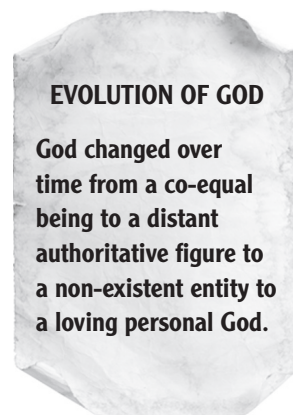 EVOLUTION OF GOD
God changed over
time from a co-equal
being to a distant
authoritative figure to
a non-existent entity to
a loving personal God.